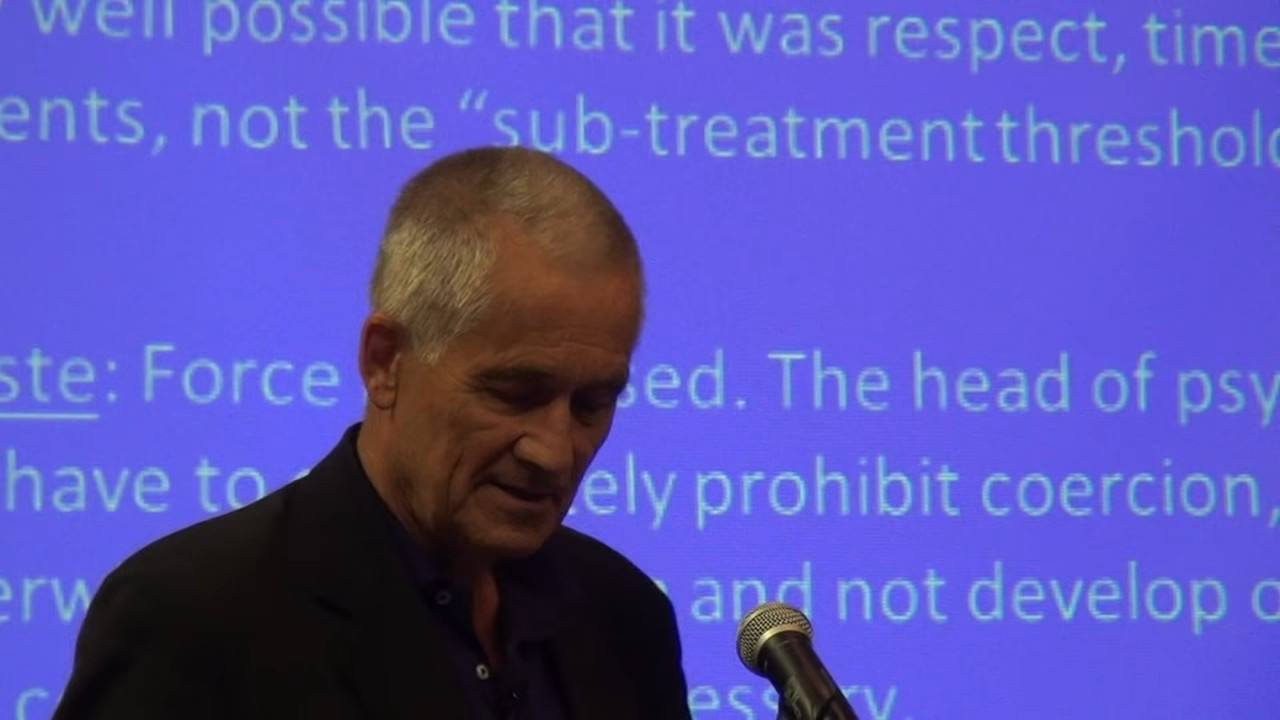 well possible that it was respect, time
ents, not the “sub-treatment threshol
ste: Force sed. The head of psy
have to ely prohibit coercion,
erw and not develop